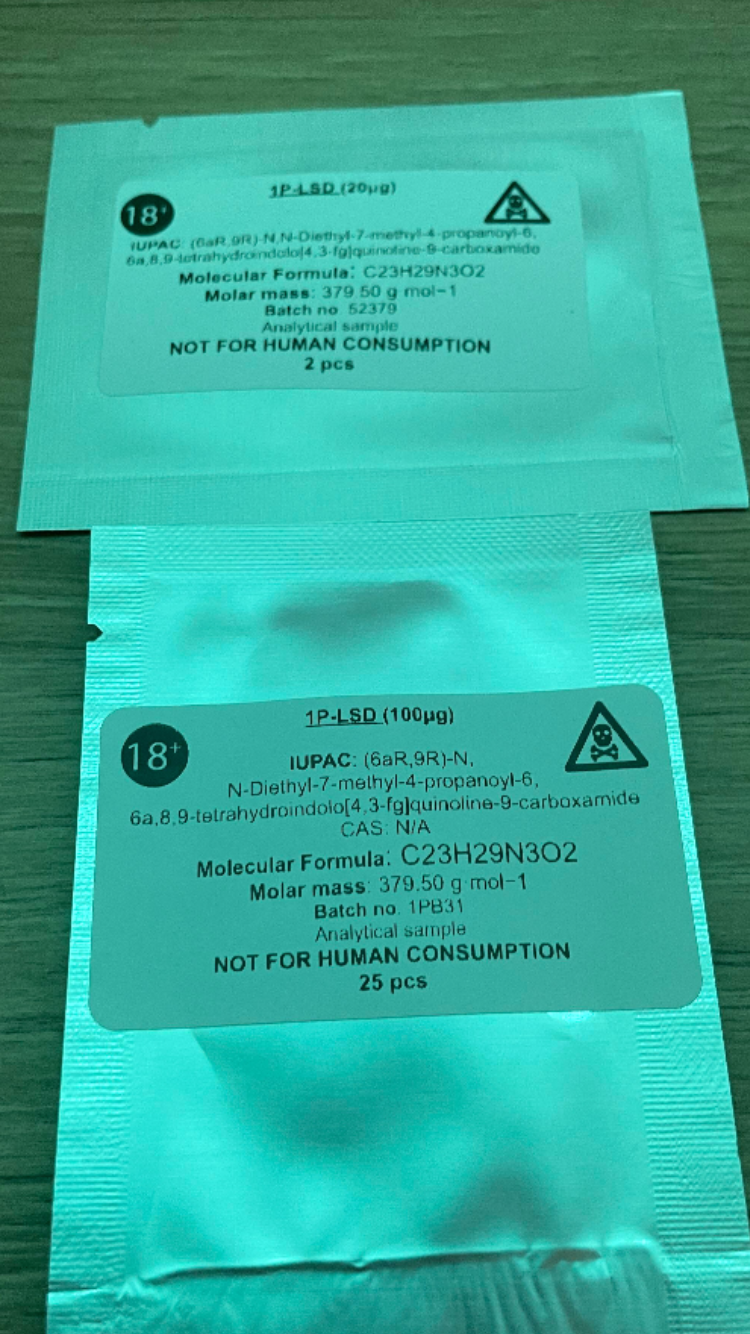 1P-LSD (20µg)
18+
IUPAC: (6aR,9R)-N,N-Diethyl-7-methyl-4-propanoyl-6,
6a,8,9-tetrahydroindolo[4,3-fg]quinoline-9-carboxamide
Molecular Formula: C23H29N3O2
Molar mass: 379.50 g mol-1
Batch no. 52379
Analytical sample
NOT FOR HUMAN CONSUMPTION
2 pcs
1P-LSD (100µg)
18+
IUPAC: (6aR,9R)-N,
N-Diethyl-7-methyl-4-propanoyl-6,
6a,8,9-tetrahydroindolo[4,3-fg]quinoline-9-carboxamide
CAS: N/A
Molecular Formula: C23H29N3O2
Molar mass: 379.50 g·mol−1
Batch no. 1PB31
Analytical sample
NOT FOR HUMAN CONSUMPTION
25 pcs